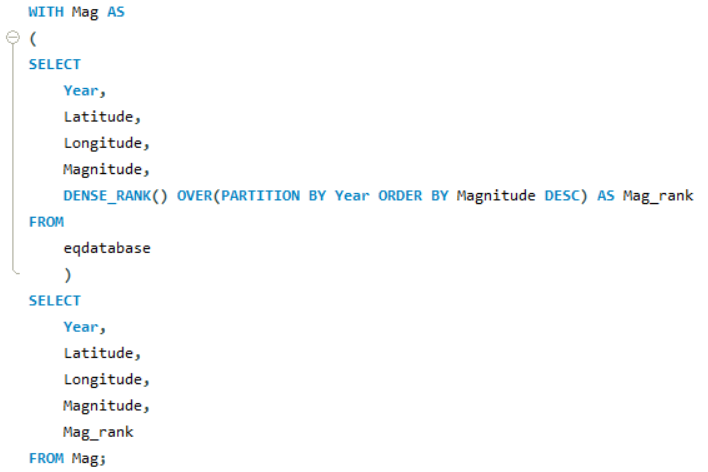 WITH Mag AS
(
SELECT
Year,
Latitude,
Longitude,
Magnitude,
DENSE_RANK() OVER(PARTITION BY Year ORDER BY Magnitude DESC) AS Mag_rank
FROM
eqdatabase
)
SELECT
Year,
Latitude,
Longitude,
Magnitude,
Mag_rank
FROM Mag;